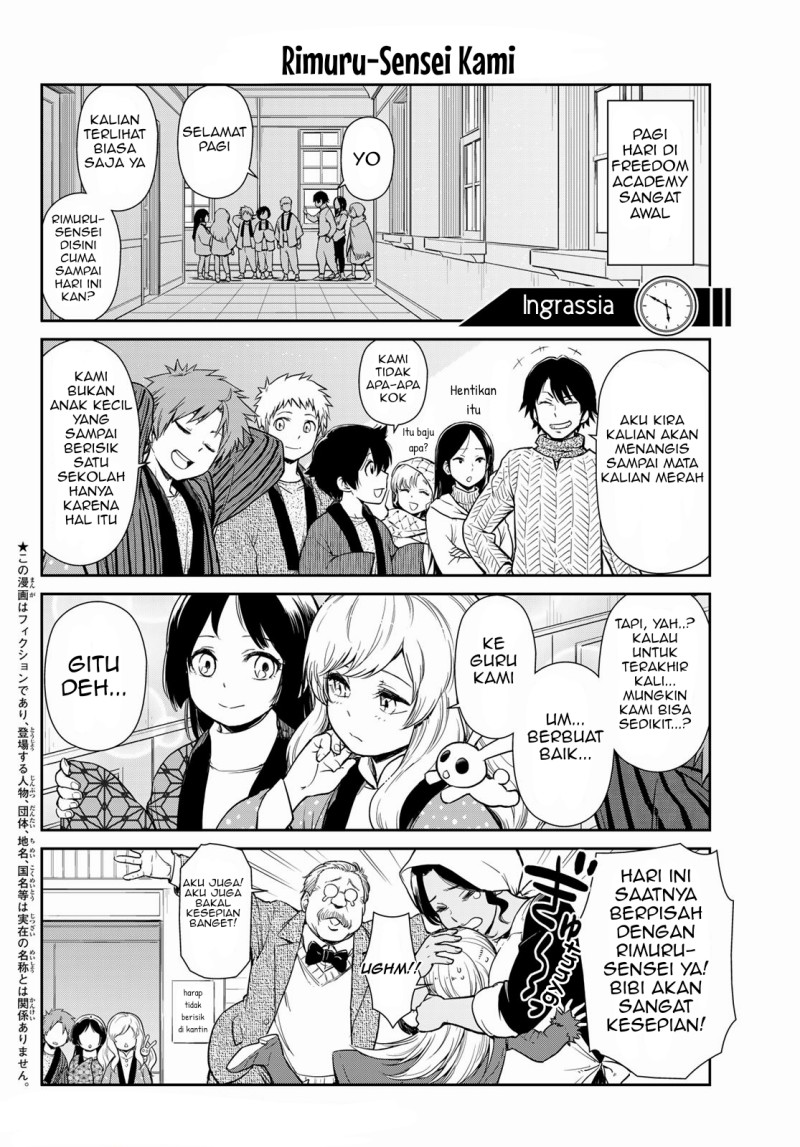 Rimuru-Sensei Kami
PAGI
HARI DI
FREEDOM
ACADEMY
SANGAT
AWAL
YO
SELAMAT
PAGI
KALIAN
TERLIHAT
BIASA
SAJA YA
RIMURU-
SENSEI
DISINI
CUMA
SAMPAI
HARI INI
KAN?
Ingrassia
AKU KIRA
KALIAN AKAN
MENANGIS
SAMPAI MATA
KALIAN MERAH
Hentikan
itu
KAMI
TIDAK
APA-APA
KOK
Itu baju
apa?
KAMI
BUKAN
ANAK KECIL
YANG
SAMPAI
BERISIK
SATU
SEKOLAH
HANYA
KARENA
HAL ITU
TAPI, YAH..?
KALAU
UNTUK
TERAKHIR
KALI...
MUNGKIN
KAMI BISA
SEDIKIT...?
UM...
BERBUAT
BAIK...
KE
GURU
KAMI
GITU
DEH...
HARI INI
SAATNYA
BERPISAH
DENGAN
RIMURU-
SENSEI YA!
BIBI AKAN
SANGAT
KESEPIAN!
UGHM!!
AKU JUGA!
AKU JUGA
BAKAL
KESEPIAN
BANGET!
harap
tidak
berisik
di kantin
★この漫画はフィクションであり、登場する人物、団体、地名、国名等は実在の名称とは関係ありません。